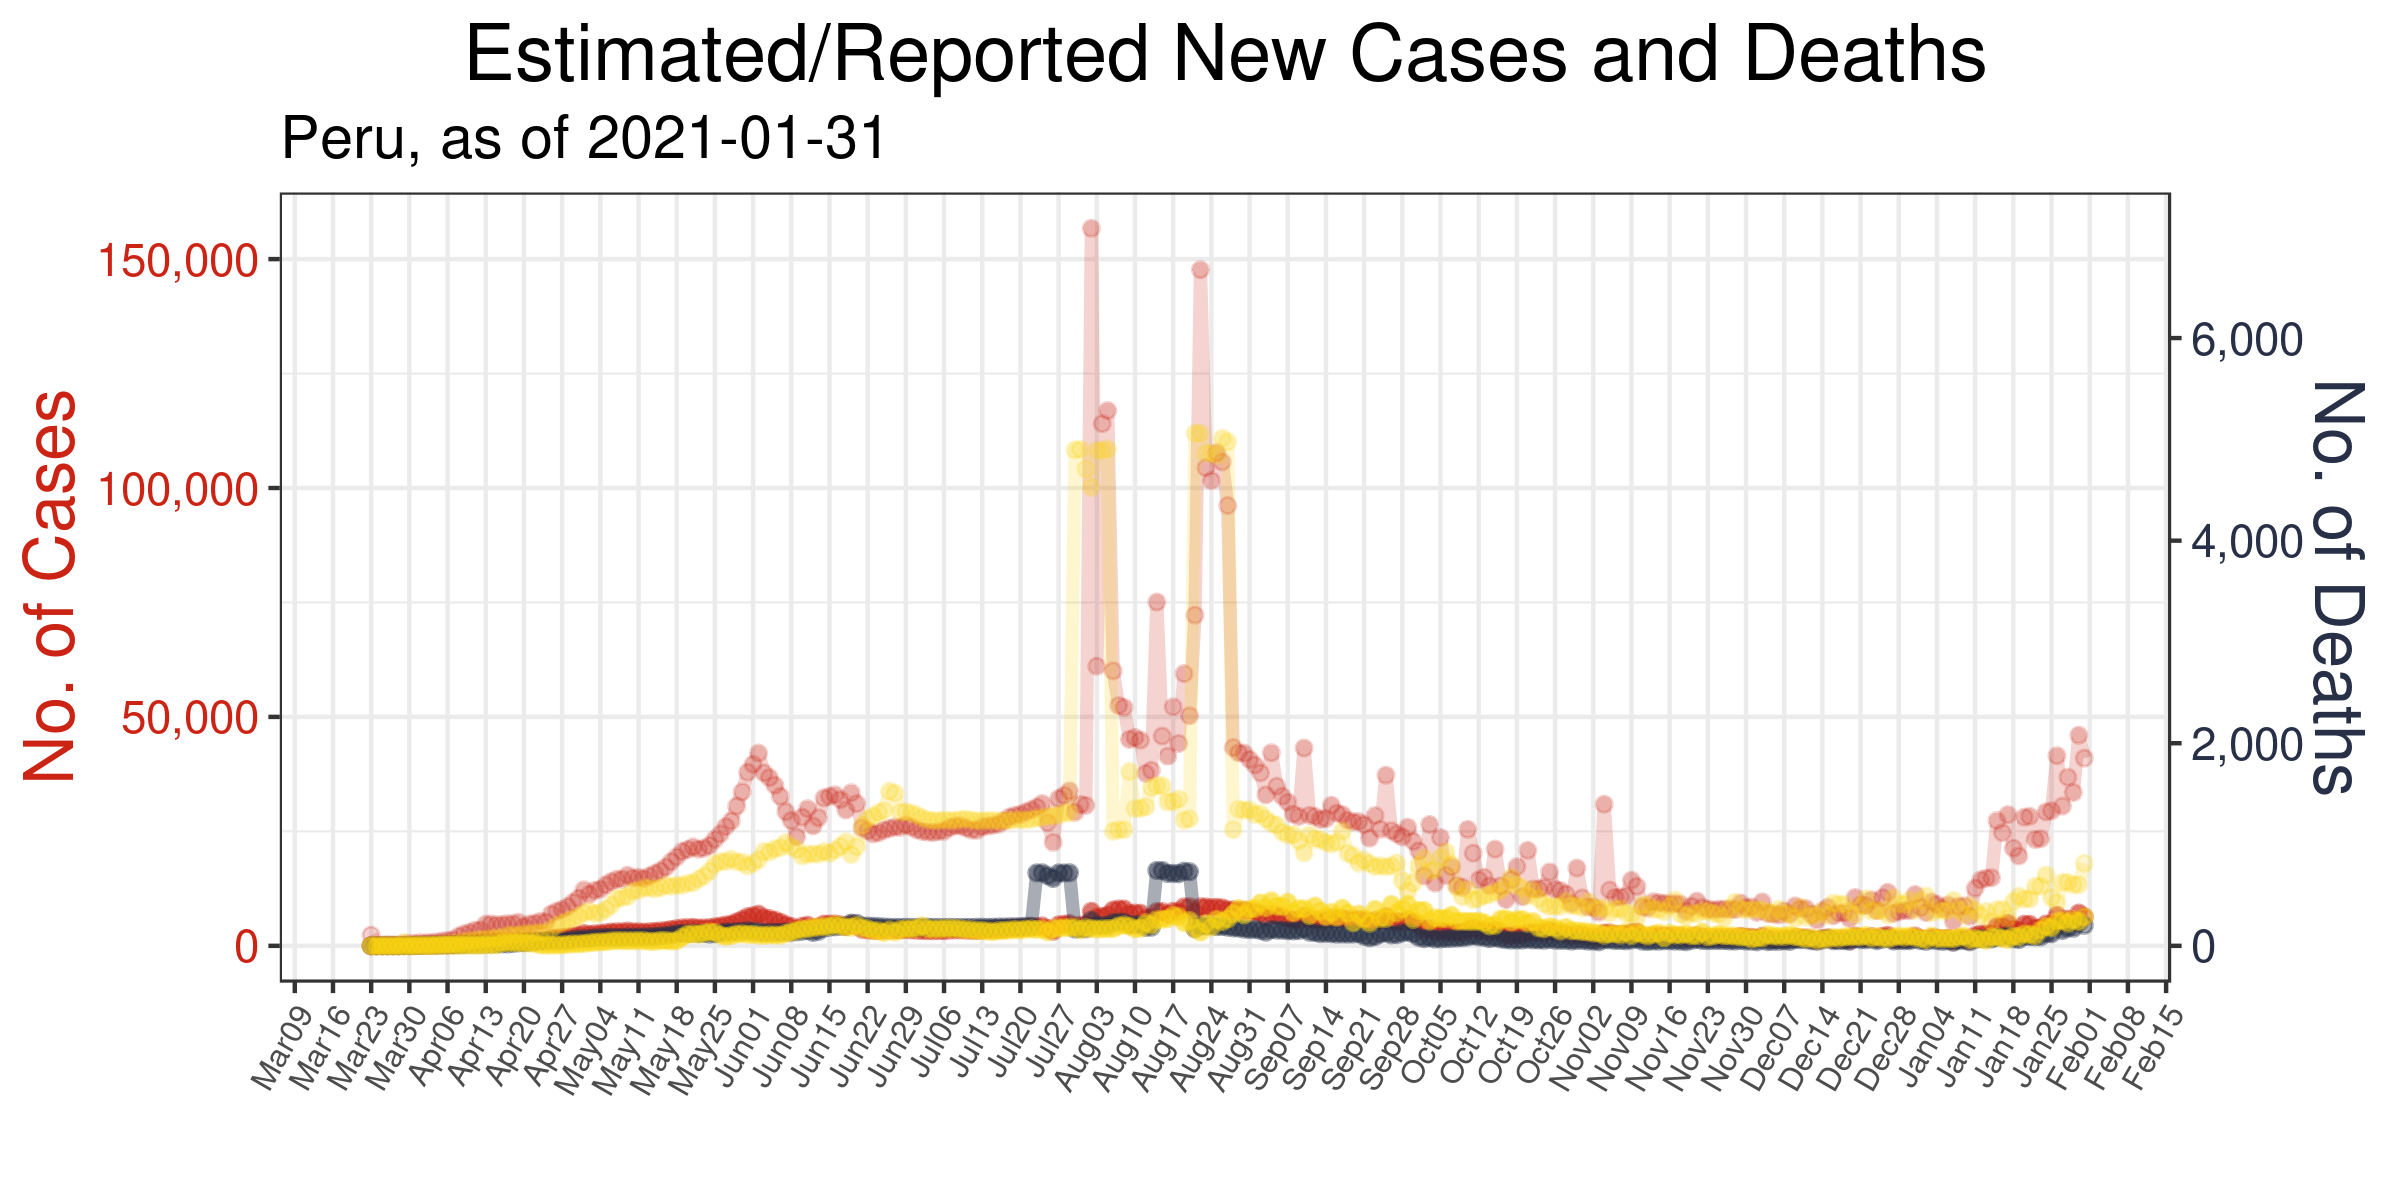 Estimated/Reported New Cases and Deaths
Peru, as of 2021-01-31
No. of Cases
150,000
100,000
50,000
0
6,000
4,000
2,000
0
No. of Deaths
Mar09
Mar16
Mar23
Mar30
Apr06
Apr13
Apr20
Apr27
May04
May11
May18
May25
Jun01
Jun08
Jun15
Jun22
Jun29
Jul06
Jul13
Jul20
Jul27
Aug03
Aug10
Aug17
Aug24
Aug31
Sep07
Sep14
Sep21
Sep28
Oct05
Oct12
Oct19
Oct26
Nov02
Nov09
Nov16
Nov23
Nov30
Dec07
Dec14
Dec21
Dec28
Jan04
Jan11
Jan18
Jan25
Feb01
Feb08
Feb15